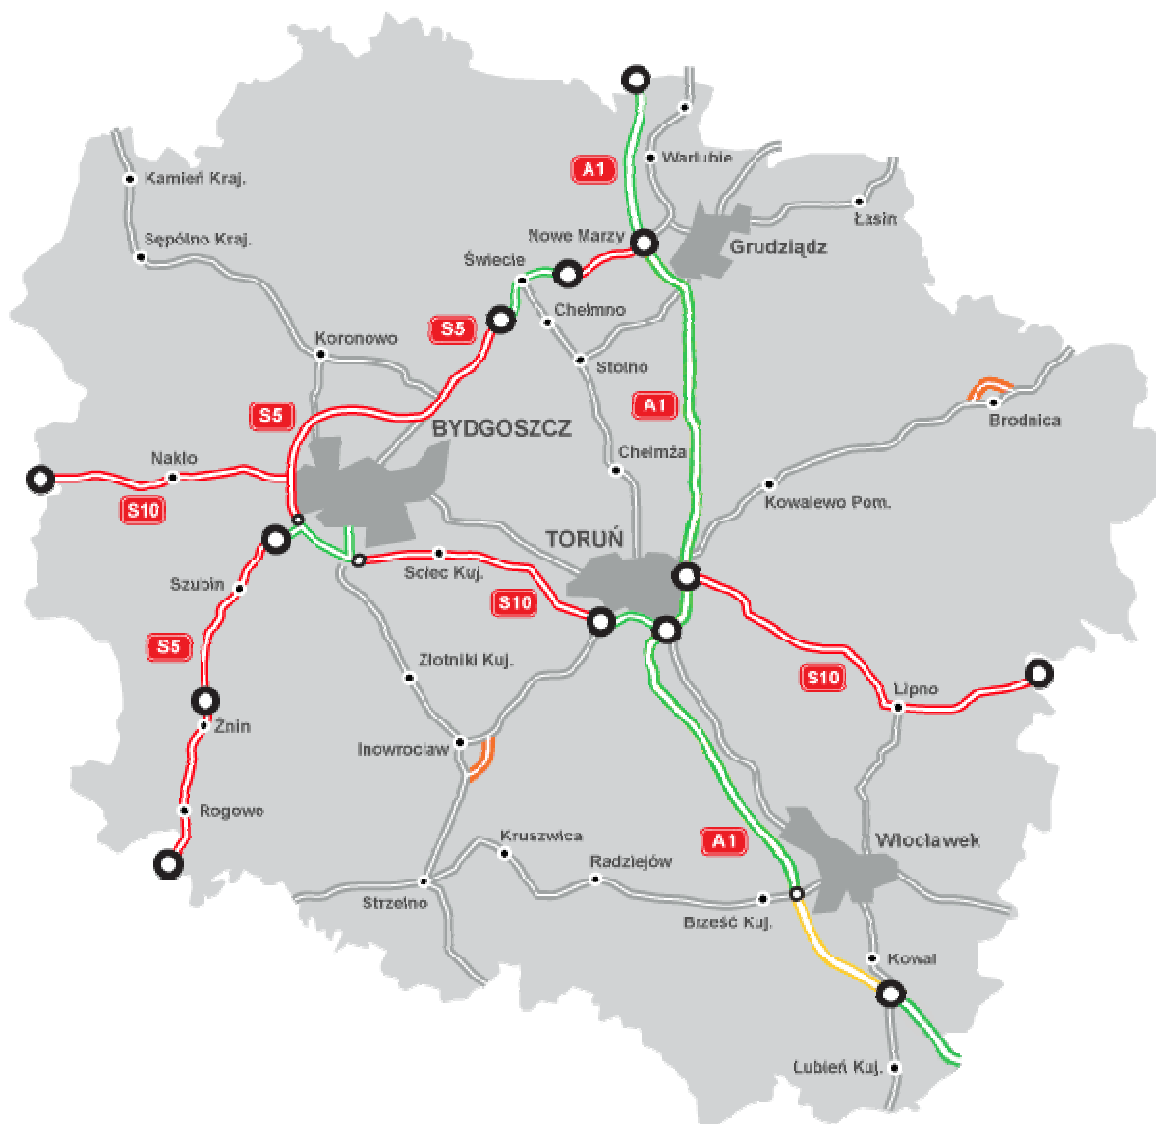 A1
Warlubie
Kamień Kraj.
Łasin
Nowe Marzy
Sępólno Kraj.
Grudziądz
Świecie
Chełmno
S5
Koronowo
Stolno
A1
S5
Brodnica
BYDGOSZCZ
Chełmża
Nakło
Kowalewo Pom.
S10
TORUŃ
Solec Kuj.
Szubin
S10
S5
Złotniki Kuj.
S10
Lipno
Żnin
Inowrocław
Rogowo
Kruszwica
A1
Włocławek
Radziejów
Strzelno
Brześć Kuj.
Kowal
Lubień Kuj.